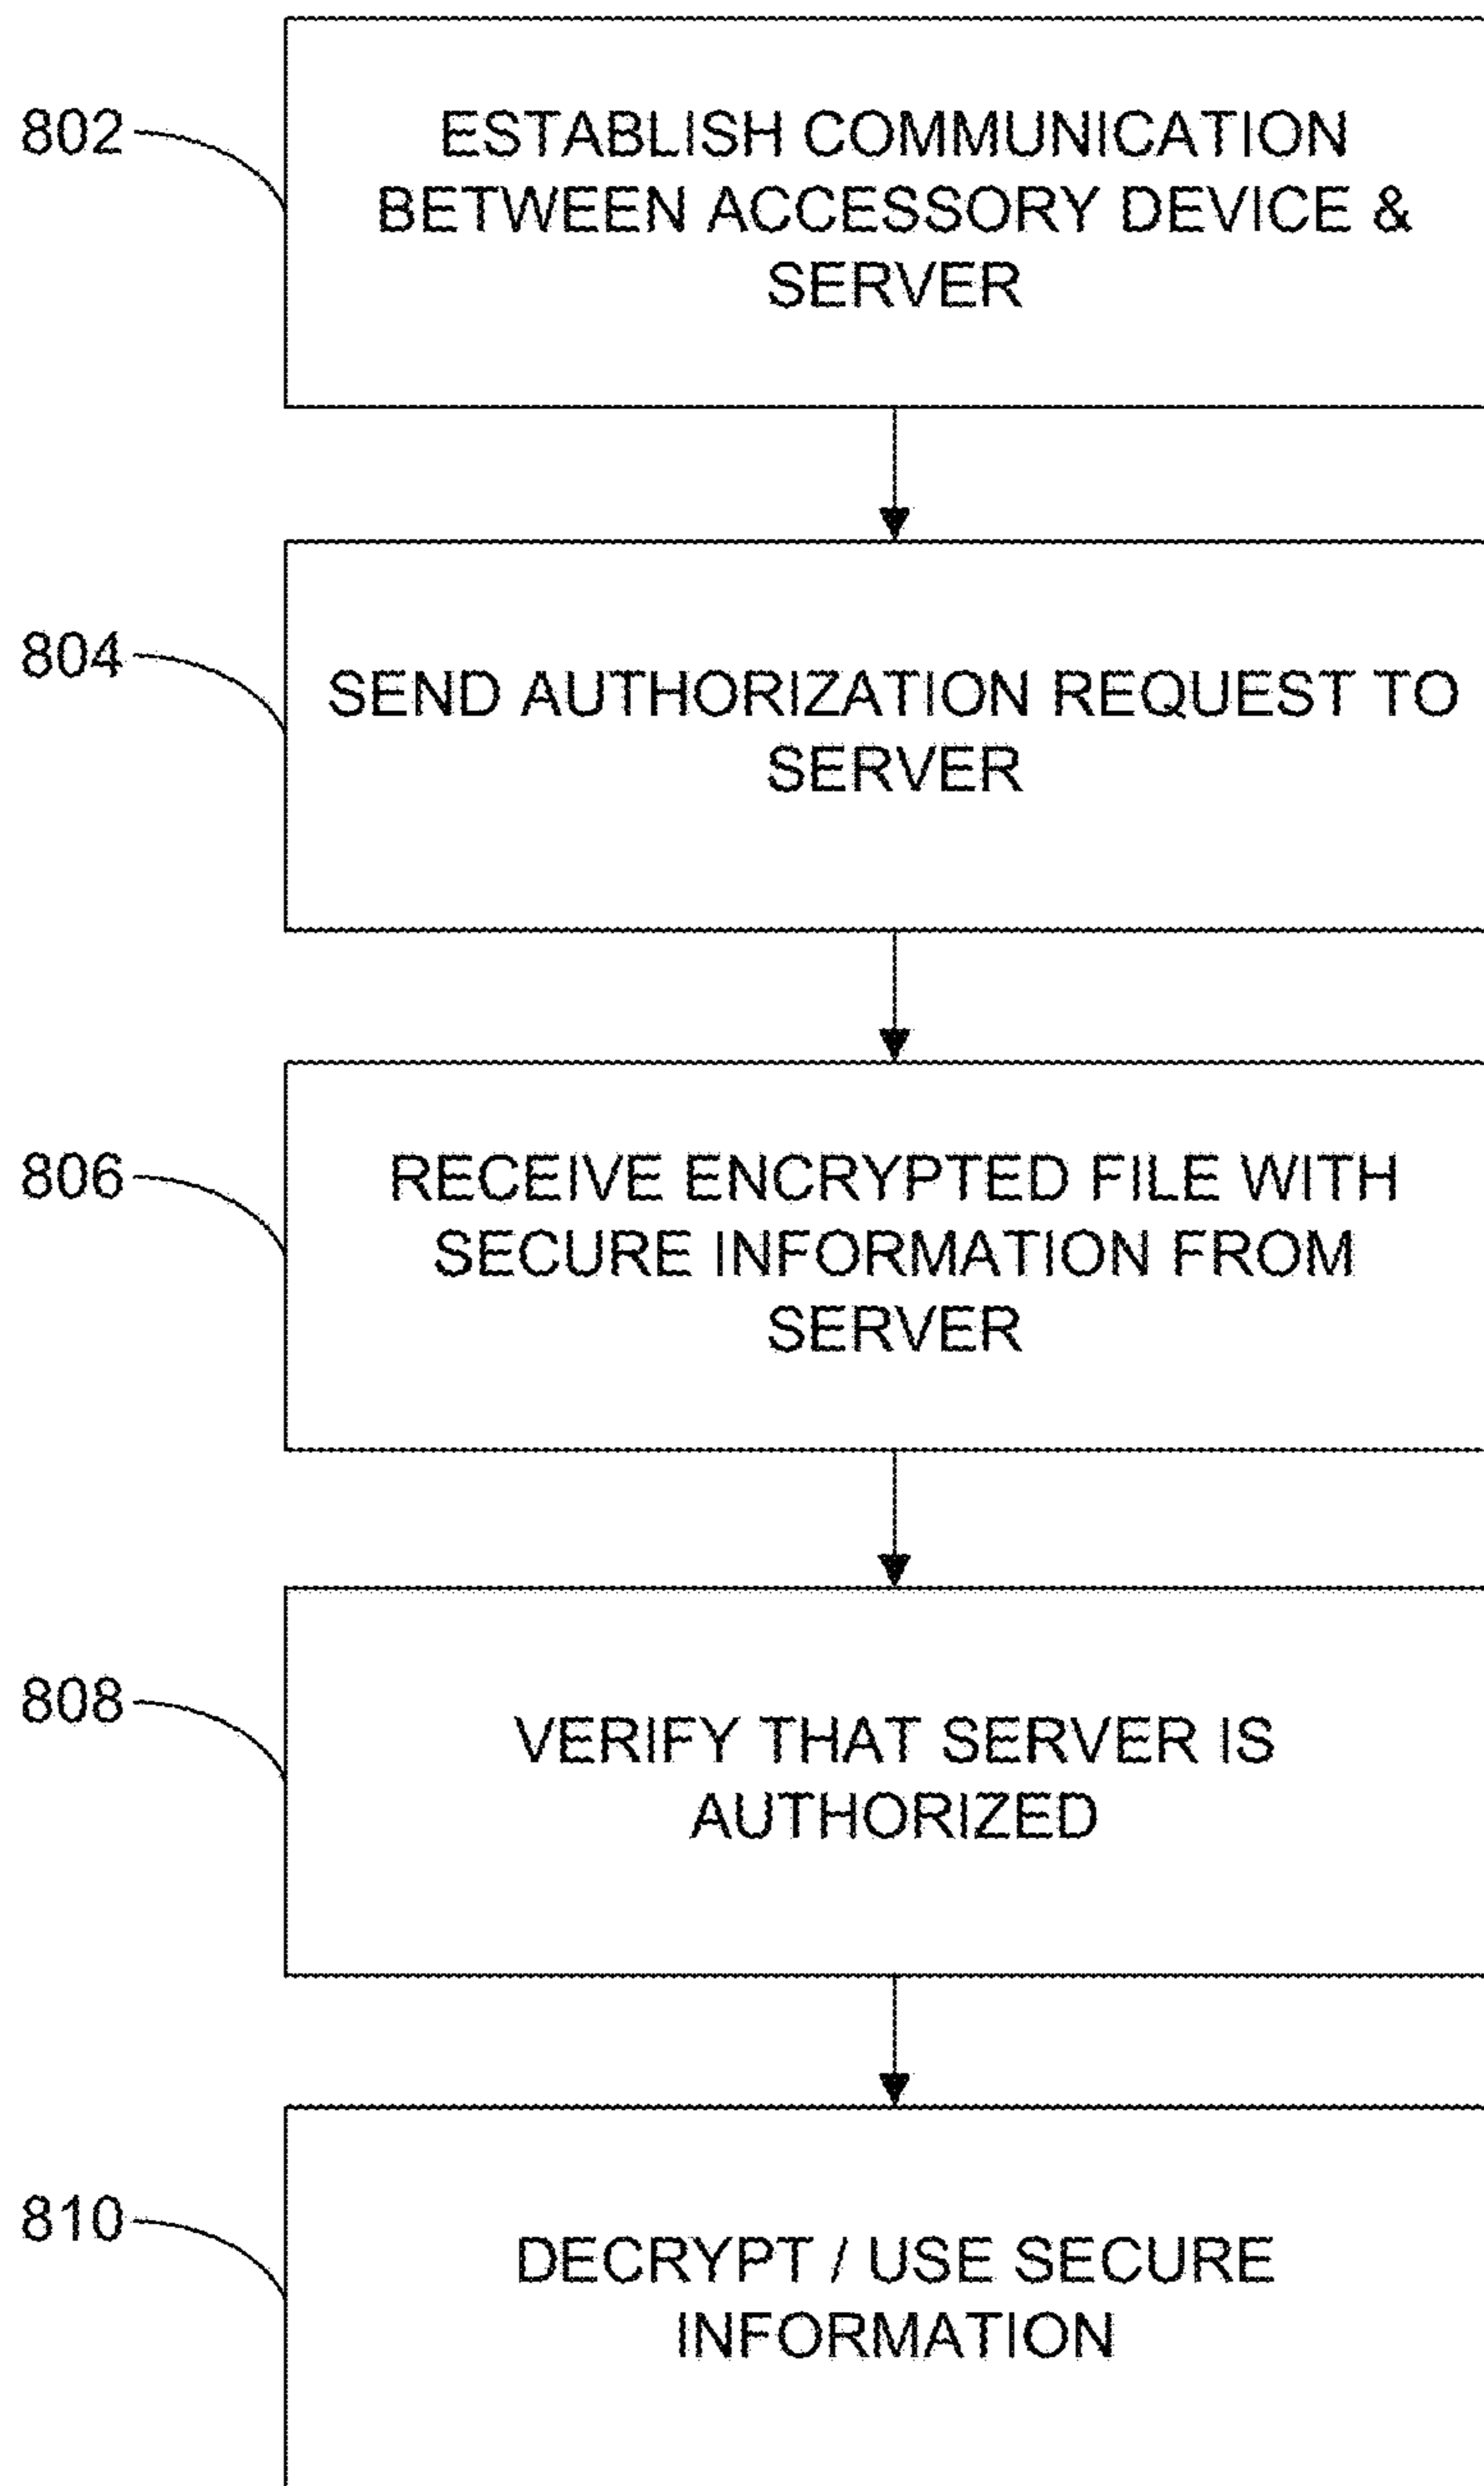 802
ESTABLISH COMMUNICATION
BETWEEN ACCESSORY DEVICE &
SERVER
804
SEND AUTHORIZATION REQUEST TO
SERVER
806
RECEIVE ENCRYPTED FILE WITH
SECURE INFORMATION FROM
SERVER
808
VERIFY THAT SERVER IS
AUTHORIZED
810
DECRYPT / USE SECURE
INFORMATION